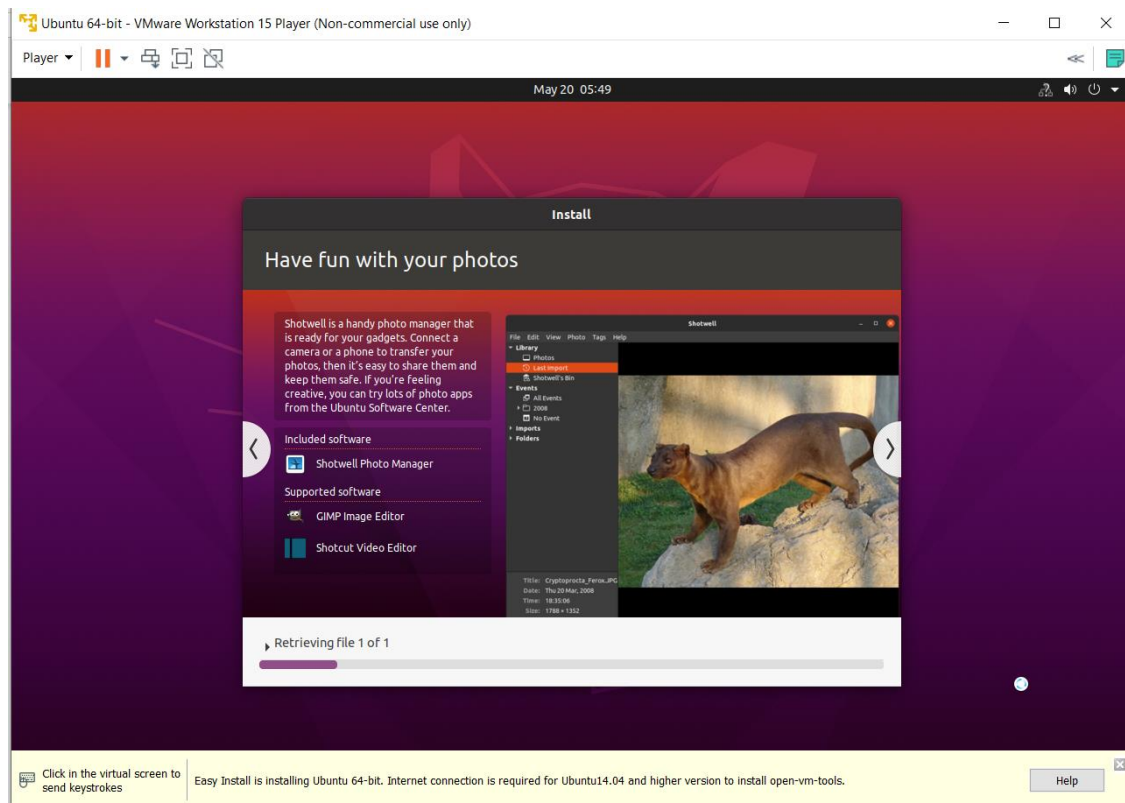 Ubuntu 64-bit - VMware Workstation 15 Player (Non-commercial use only)
Player
May 20 05:49
Install
Have fun with your photos
Shotwell is a handy photo manager that
is ready for your gadgets. Connect a
camera or a phone to transfer your
photos, then it's easy to share them and
keep them safe. If you're feeling
creative, you can try lots of photo apps
from the Ubuntu Software Center.
Included software
Shotwell Photo Manager
Supported software
GIMP Image Editor
Shotcut Video Editor
Shotwell
File Edit View Photo Tags Help
Library
Photos
Last Import
Shotwell's Bin
Events
All Events
2008
No Event
Imports
Folders
Title: Cryptoprocta_Ferox.JPG
Date: Thu 20 Mar, 2008
Time: 18:35:06
Size: 1788 × 1352
Retrieving file 1 of 1
Click in the virtual screen to
send keystrokes
Easy Install is installing Ubuntu 64-bit. Internet connection is required for Ubuntu14.04 and higher version to install open-vm-tools.
Help